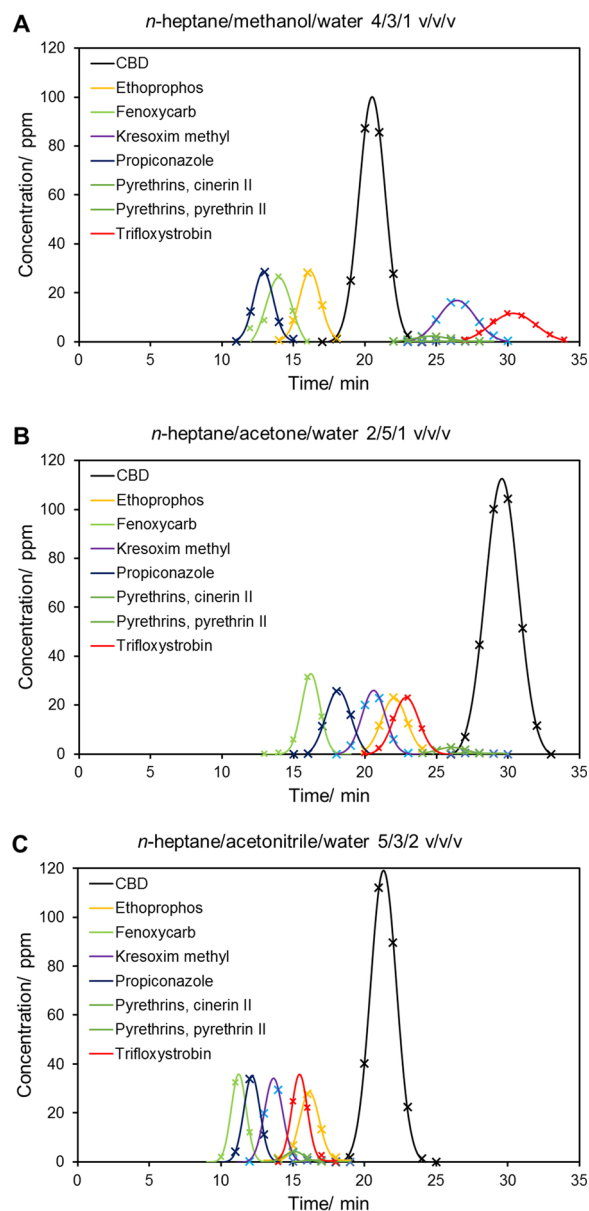 A
n-heptane/methanol/water 4/3/1 v/v/v
120
100
80
60
40
20
0
Concentration/ ppm
CBD
Ethoprophos
Fenoxycarb
Kresoxim methyl
Propiconazole
Pyrethrins, cinerin II
Pyrethrins, pyrethrin II
Trifloxystrobin
0 5 10 15 20 25 30 35
Time/ min
B
n-heptane/acetone/water 2/5/1 v/v/v
120
100
80
60
40
20
0
Concentration/ ppm
CBD
Ethoprophos
Fenoxycarb
Kresoxim methyl
Propiconazole
Pyrethrins, cinerin II
Pyrethrins, pyrethrin II
Trifloxystrobin
0 5 10 15 20 25 30 35
Time/ min
C
n-heptane/acetonitrile/water 5/3/2 v/v/v
120
100
80
60
40
20
0
Concentration/ ppm
CBD
Ethoprophos
Fenoxycarb
Kresoxim methyl
Propiconazole
Pyrethrins, cinerin II
Pyrethrins, pyrethrin II
Trifloxystrobin
0 5 10 15 20 25 30 35
Time/ min